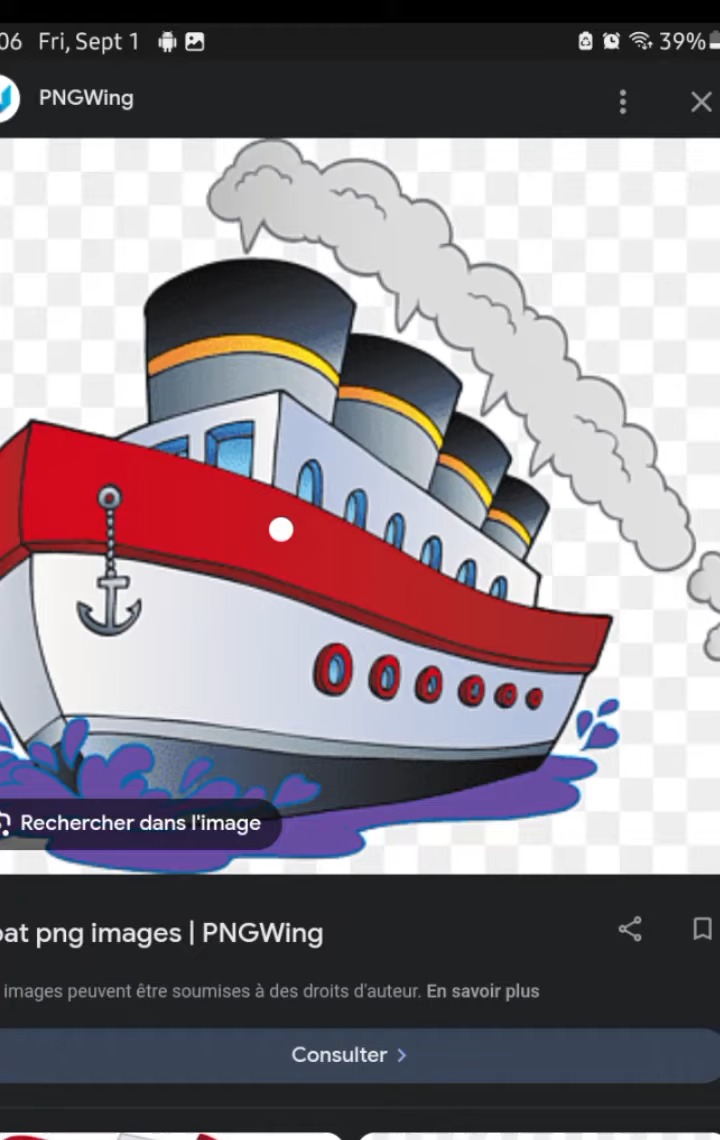 06 Fri, Sept 1 39%
PNGWing
Rechercher dans l'image
at png images | PNGWing
images peuvent être soumises à des droits d'auteur. En savoir plus
Consulter